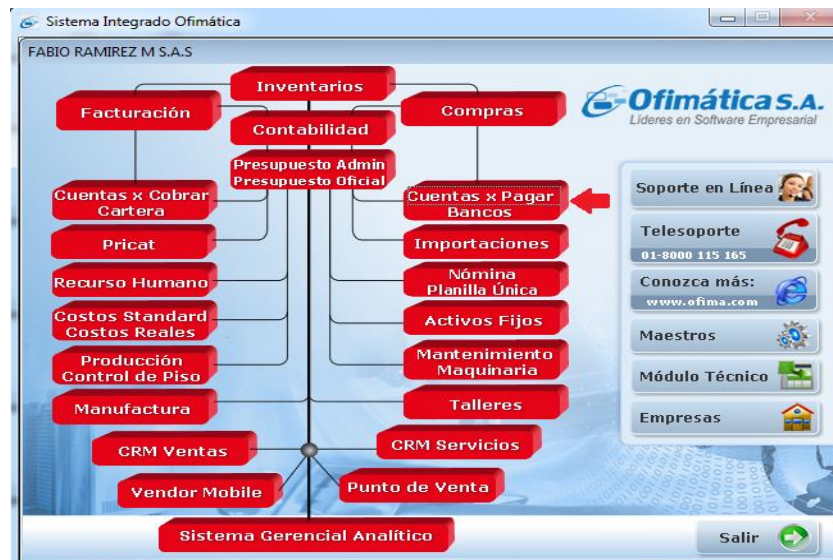 Sistema Integrado Ofimática
FABIO RAMIREZ M S.A.S
Inventarios
Facturación
Compras
Contabilidad
Presupuesto Admin
Presupuesto Oficial
Cuentas x Cobrar
Cartera
Cuentas x Pagar
Bancos
Pricat
Importaciones
Recurso Humano
Nómina
Planilla Única
Costos Standard
Costos Reales
Activos Fijos
Producción
Control de Piso
Mantenimiento
Maquinaria
Manufactura
Talleres
CRM Ventas
CRM Servicios
Vendor Mobile
Punto de Venta
Sistema Gerencial Analítico
Ofimática S.A.
Líderes en Software Empresarial
Soporte en Línea
Telesoporte
01-8000 115 165
Conozca más:
www.ofima.com
Maestros
Módulo Técnico
Empresas
Salir